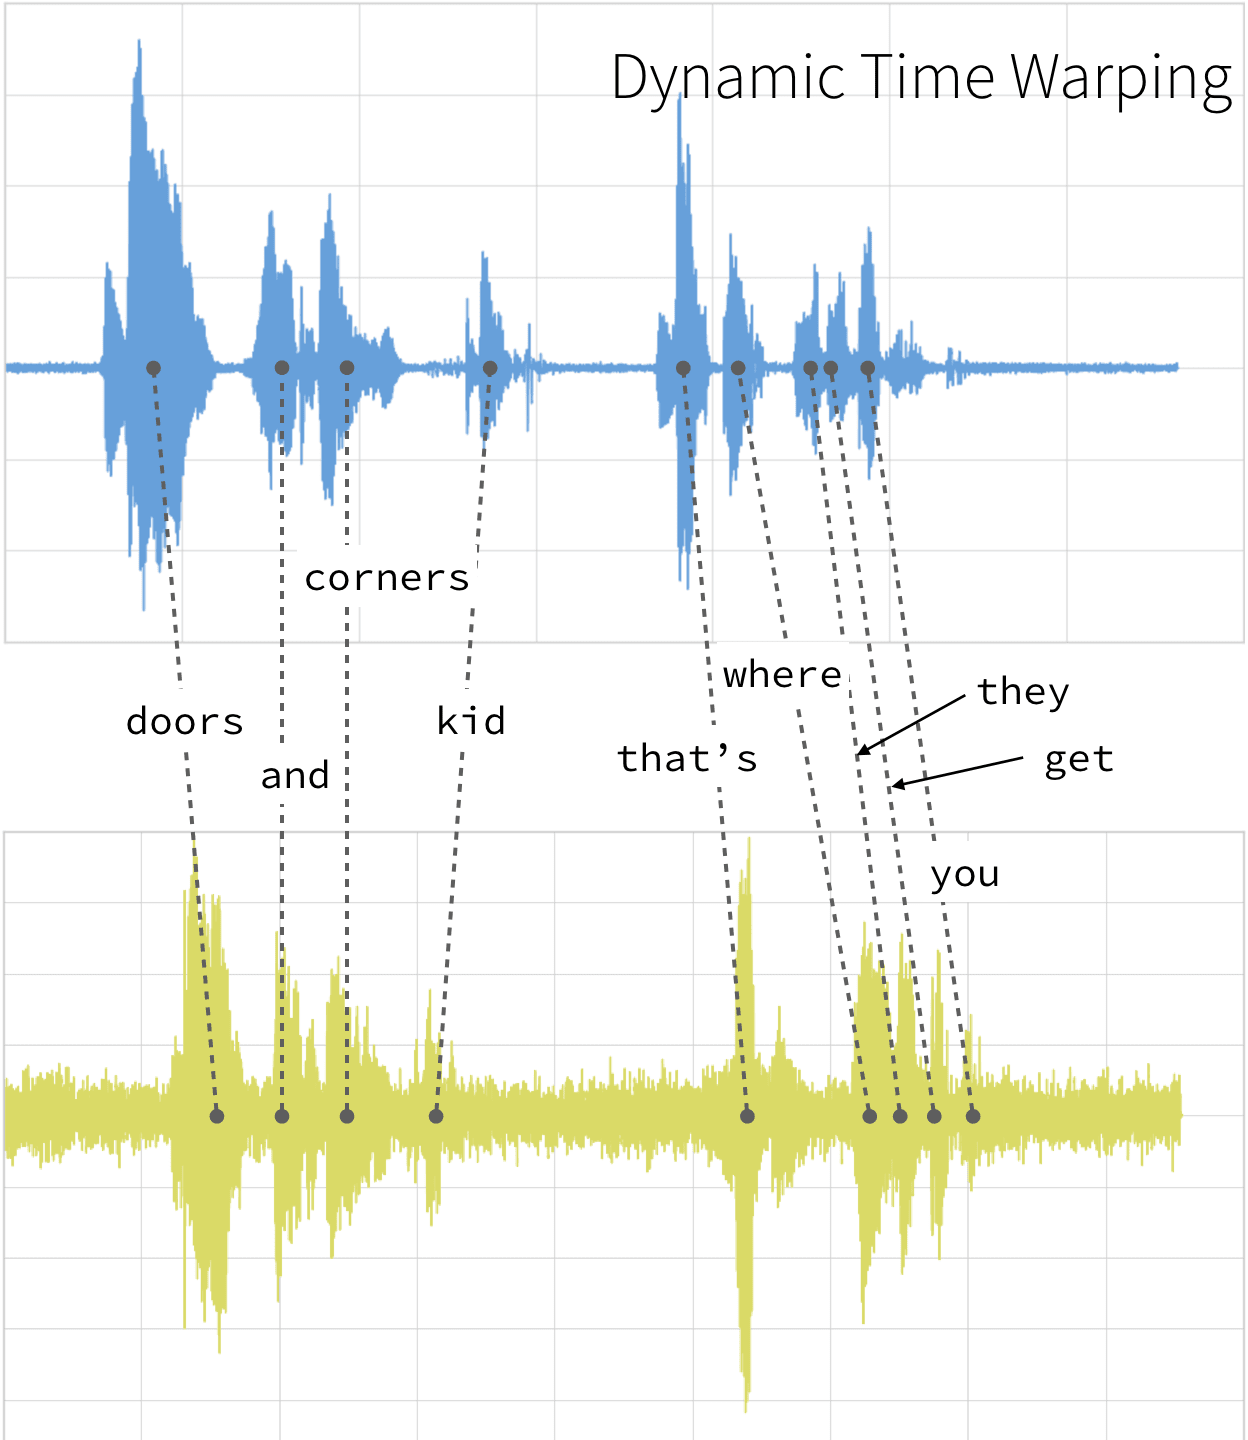 Dynamic Time Warping
corners
where
they
doors
kid
that’s
get
and
you